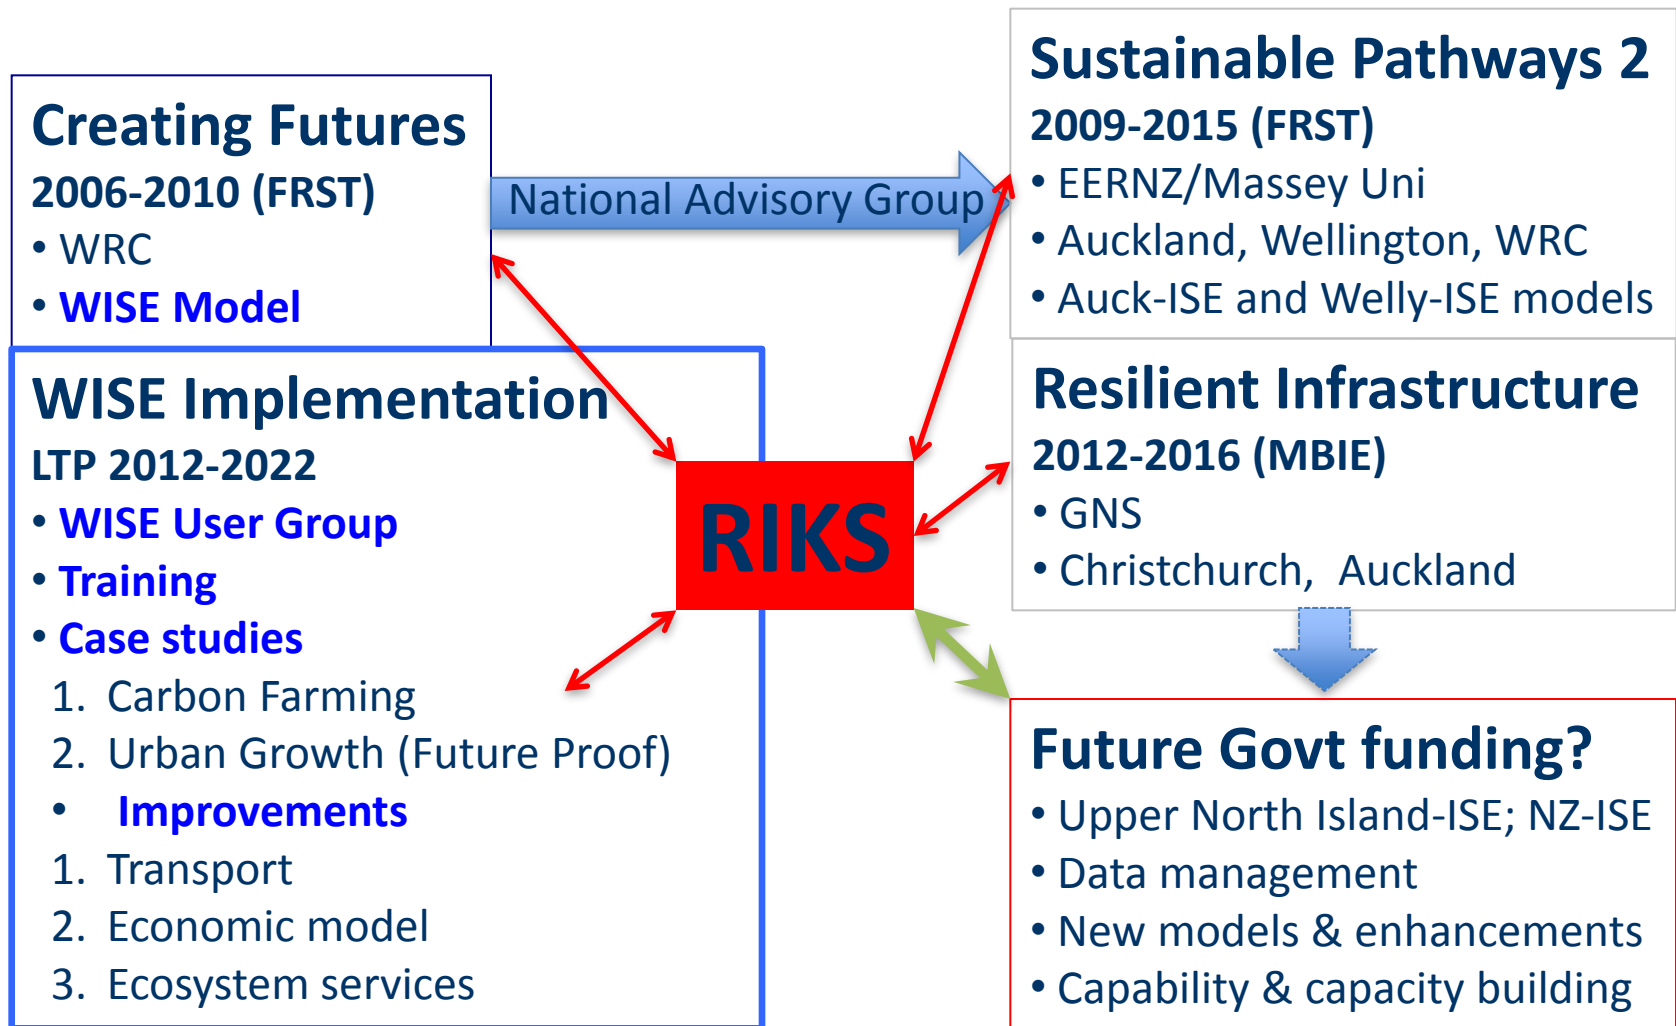 Creating Futures
2006-2010 (FRST)
• WRC
• WISE Model
National Advisory Group
Sustainable Pathways 2
2009-2015 (FRST)
• EERNZ/Massey Uni
• Auckland, Wellington, WRC
• Auck-ISE and Welly-ISE models
WISE Implementation
LTP 2012-2022
• WISE User Group
• Training
• Case studies
1. Carbon Farming
2. Urban Growth (Future Proof)
• Improvements
1. Transport
2. Economic model
3. Ecosystem services
RIKS
Resilient Infrastructure
2012-2016 (MBIE)
• GNS
• Christchurch, Auckland
Future Govt funding?
• Upper North Island-ISE; NZ-ISE
• Data management
• New models & enhancements
• Capability & capacity building